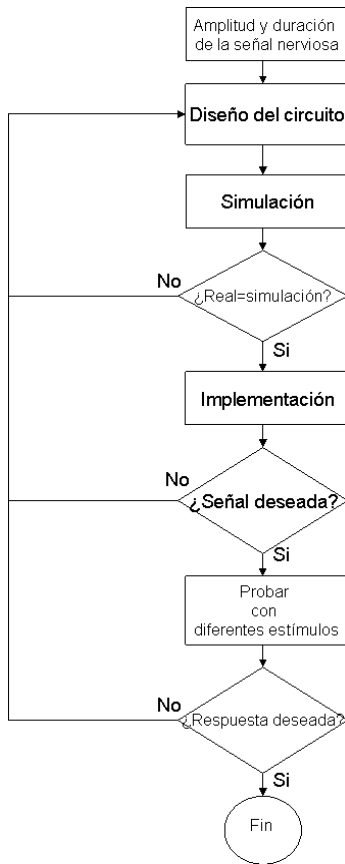 Amplitud y duración
de la señal nerviosa
Diseño del circuito
Simulación
No
¿Real=simulación?
Si
Implementación
No
¿Señal deseada?
Si
Probar
con
diferentes estímulos
No
¿Respuesta deseada?
Si
Fin